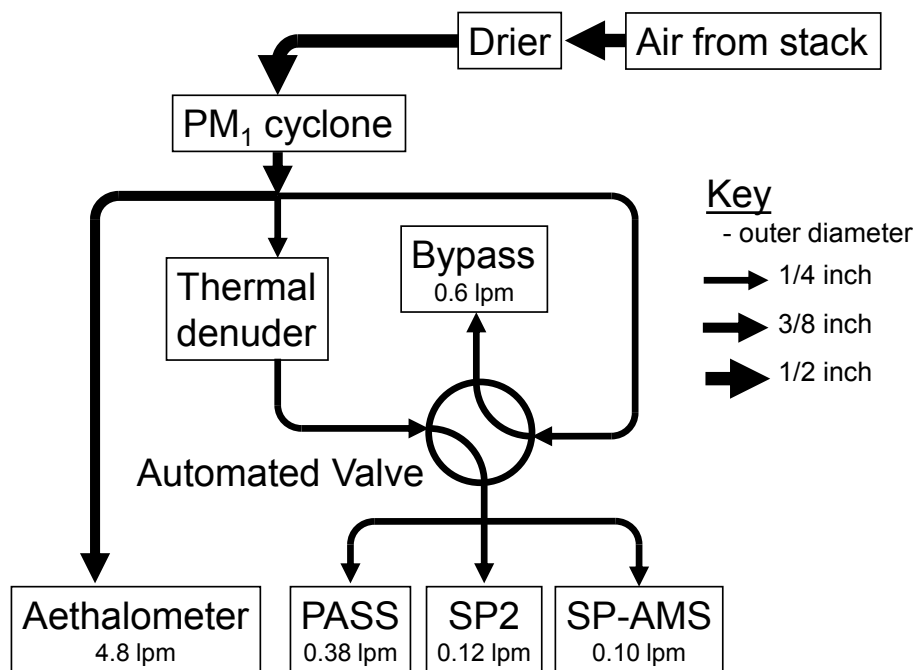 Drier
Air from stack
PM₁ cyclone
Key
- outer diameter
1/4 inch
3/8 inch
1/2 inch
Bypass
0.6 lpm
Thermal
denuder
Automated Valve
Aethalometer
4.8 lpm
PASS
0.38 lpm
SP2
0.12 lpm
SP-AMS
0.10 lpm